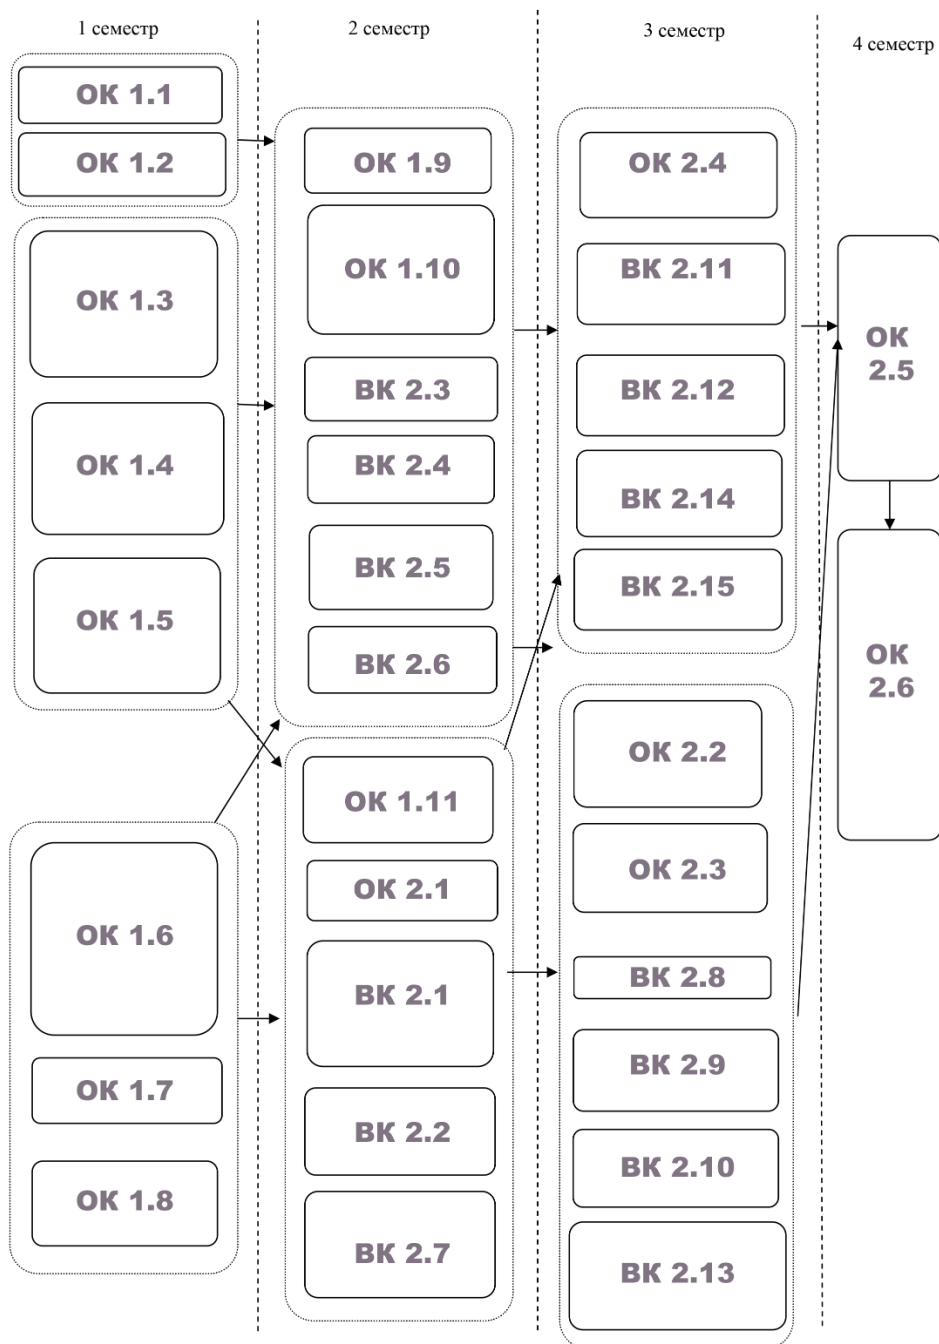 1 семестр
2 семестр
3 семестр
4 семестр
ОК 1.1
ОК 1.2
ОК 1.3
ОК 1.4
ОК 1.5
ОК 1.6
ОК 1.7
ОК 1.8
ОК 1.9
ОК 1.10
ВК 2.3
ВК 2.4
ВК 2.5
ВК 2.6
ОК 1.11
ОК 2.1
ВК 2.1
ВК 2.2
ВК 2.7
ОК 2.4
ВК 2.11
ВК 2.12
ВК 2.14
ВК 2.15
ОК 2.2
ОК 2.3
ВК 2.8
ВК 2.9
ВК 2.10
ВК 2.13
ОК
2.5
ОК
2.6